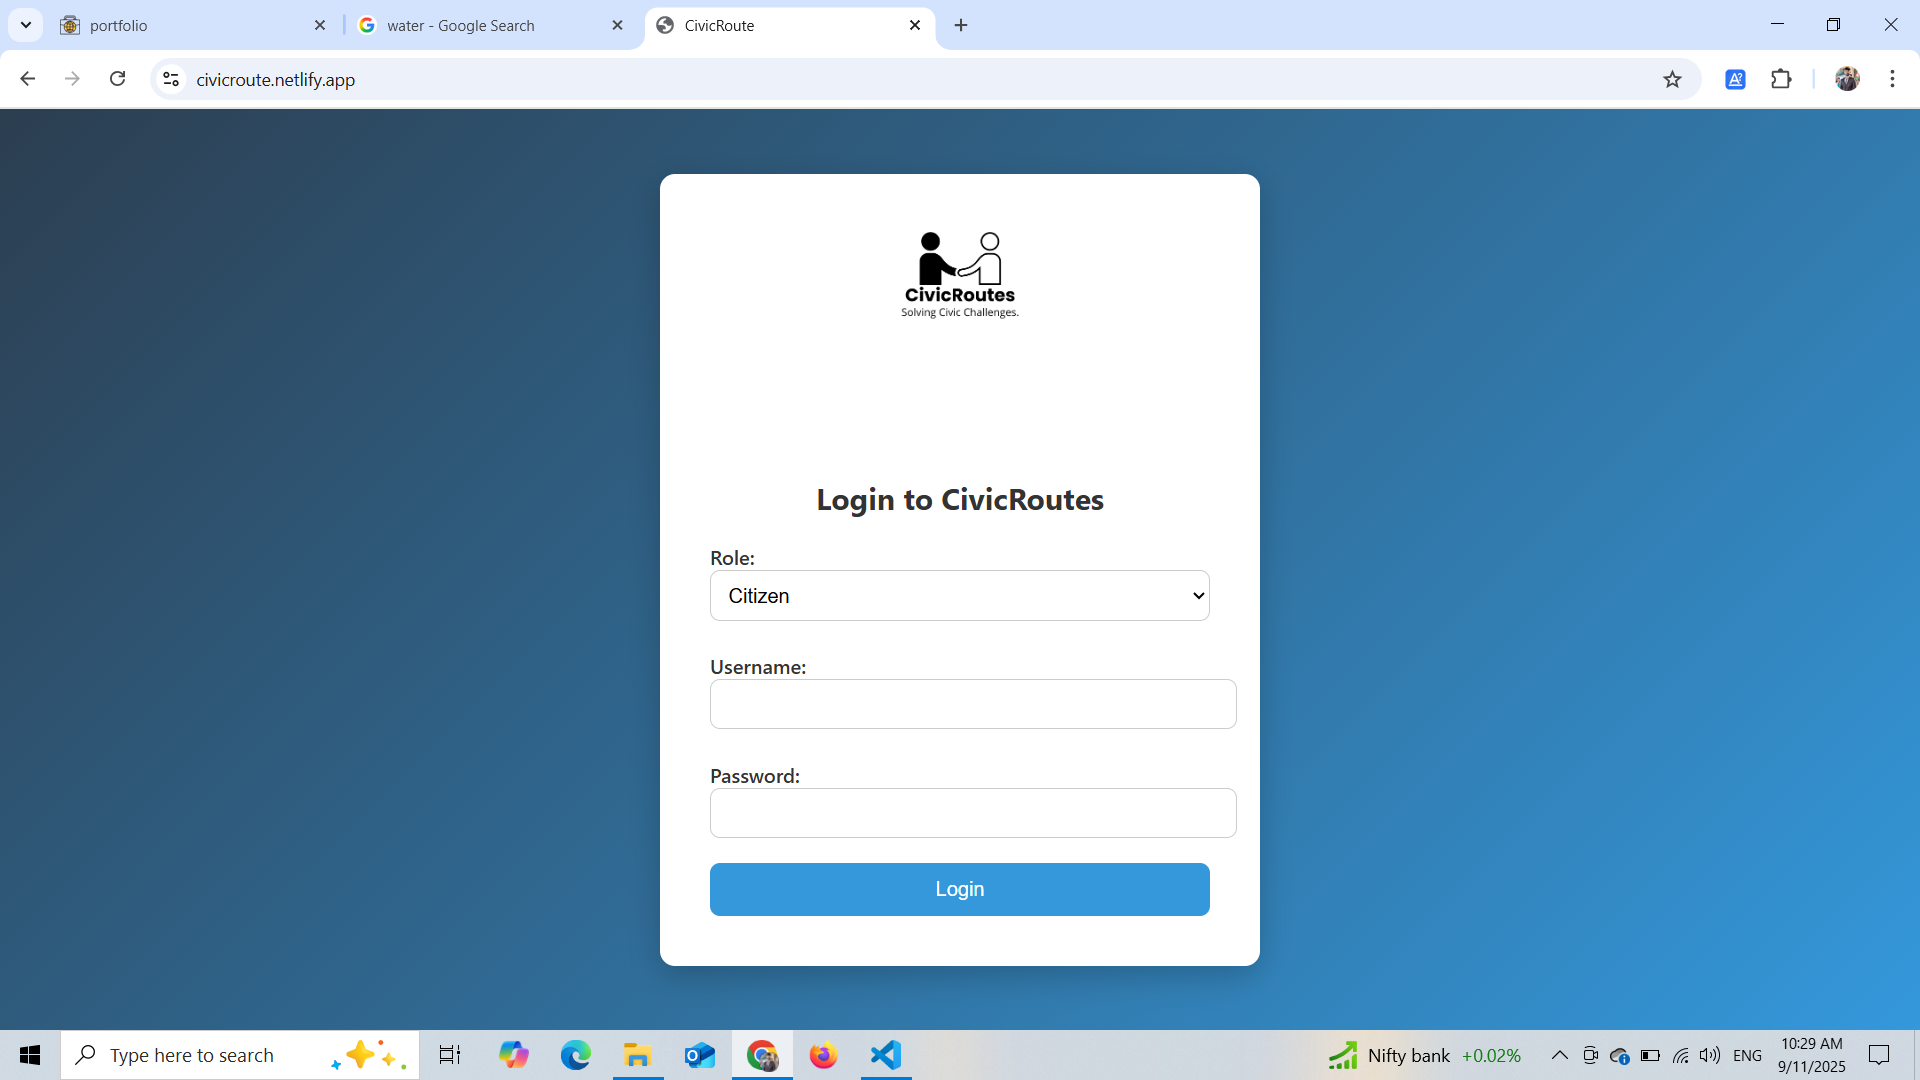 portfolio
water - Google Search
CivicRoute
civicroute.netlify.app
CivicRoutes
Solving Civic Challenges.
Login to CivicRoutes
Role:
Citizen
Username:
Password:
Login
Type here to search
Nifty bank +0.02%
ENG
10:29 AM
9/11/2025